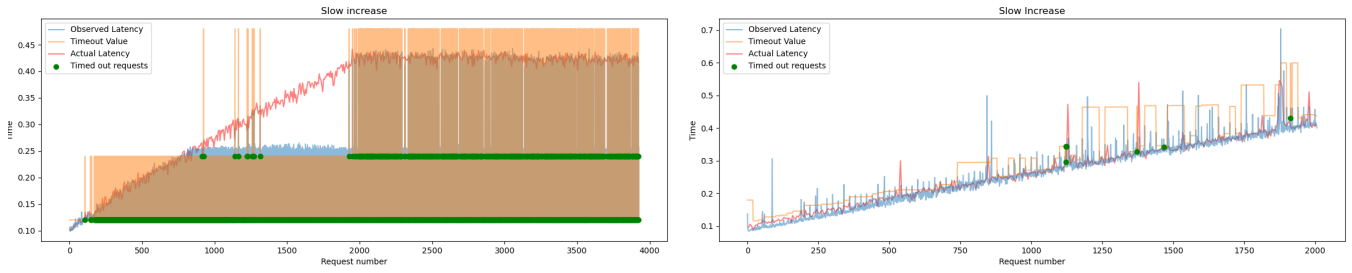 Slow increase
Observed Latency
Timeout Value
Actual Latency
Timed out requests
0.45
0.40
0.35
0.30
0.25
0.20
0.15
0.10
Time
0
500
1000
1500
2000
2500
3000
3500
4000
Request number
Slow Increase
Observed Latency
Timeout Value
Actual Latency
Timed out requests
0.7
0.6
0.5
0.4
0.3
0.2
0.1
Time
0
250
500
750
1000
1250
1500
1750
2000
Request number